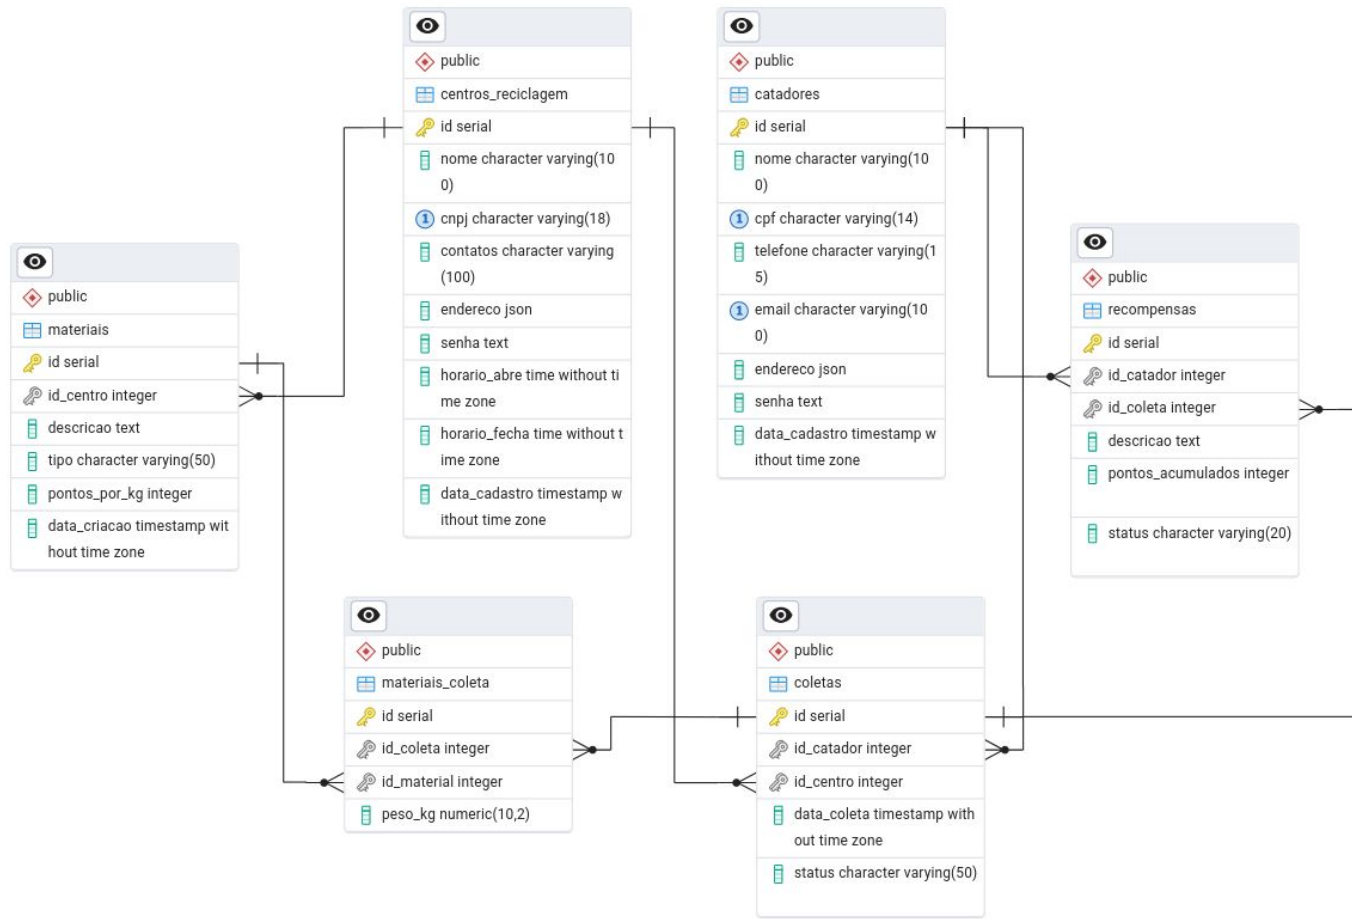 public
centros_reciclagem
id serial
nome character varying(10
0)
1 cnpj character varying(18)
contatos character varying
(100)
endereco json
senha text
horario_abre time without ti
me zone
horario_fecha time without t
ime zone
data_cadastro timestamp w
ithout time zone
public
catadores
id serial
nome character varying(10
0)
1 cpf character varying(14)
telefone character varying(1
5)
1 email character varying(10
0)
endereco json
senha text
data_cadastro timestamp w
ithout time zone
public
materiais
id serial
id_centro integer
descricao text
tipo character varying(50)
pontos_por_kg integer
data_criacao timestamp wit
hout time zone
public
recompensas
id serial
id_catador integer
id_coleta integer
descricao text
pontos_acumulados integer
status character varying(20)
public
materiais_coleta
id serial
id_coleta integer
id_material integer
peso_kg numeric(10,2)
public
coletas
id serial
id_catador integer
id_centro integer
data_coleta timestamp with
out time zone
status character varying(50)